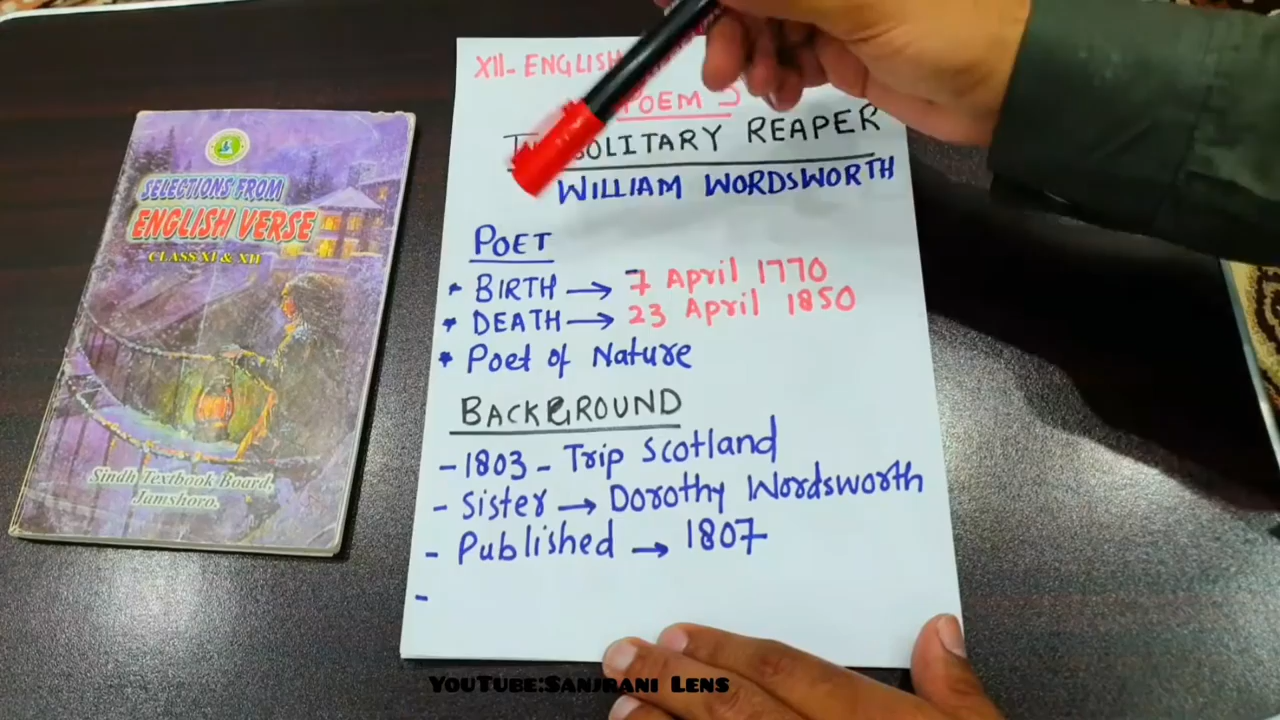 SELECTIONS FROM
ENGLISH VERSE
CLASS XI & XII
Sindh Textbook Board,
Jamshoro.
XII- ENGLISH
POEM
SOLITARY REAPER
WILLIAM WORDSWORTH
POET
* BIRTH → 7 April 1770
* DEATH → 23 April 1850
* Poet of Nature
BACKGROUND
- 1803 - Trip Scotland
- Sister → Dorothy Wordsworth
- Published → 1807
-
YouTube:Sanjrani Lens